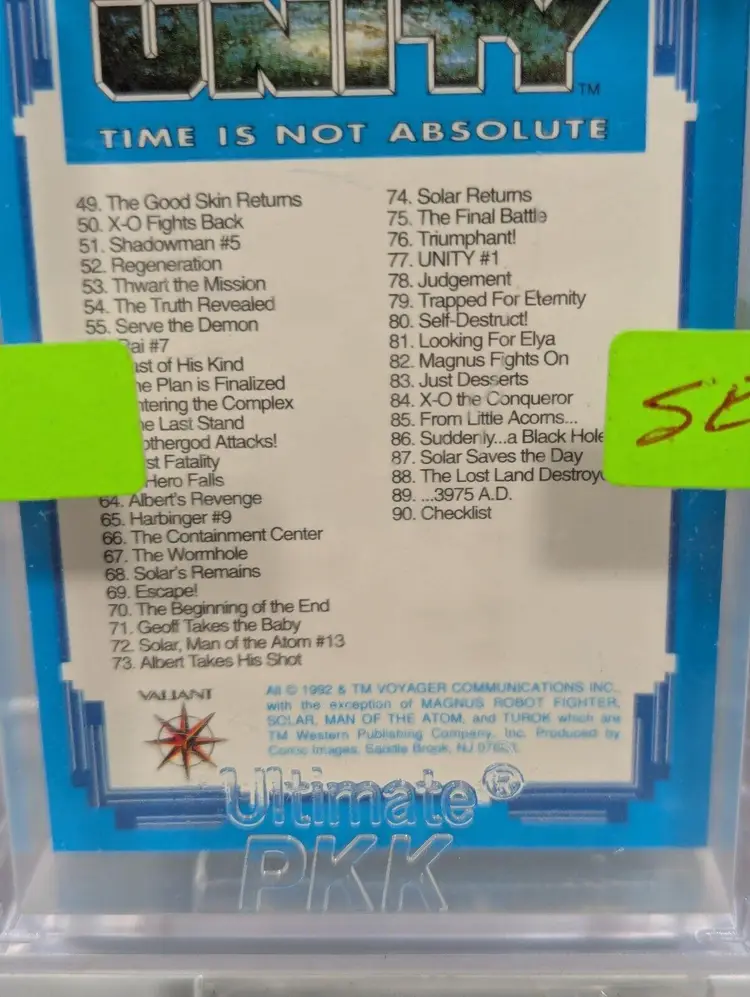 UNITY
TM
TIME IS NOT ABSOLUTE
49. The Good Skin Returns
50. X-O Fights Back
51. Shadowman #5
52. Regeneration
53. Thwart the Mission
54. The Truth Revealed
55. Serve the Demon
Rai #7
of His Kind
Plan is Finalized
the Complex
Last Stand
Attacks!
Fatality
Hero Falls
64. Albert's Revenge
65. Harbinger #9
66. The Containment Center
67. The Wormhole
68. Solar's Remains
69. Escape!
70. The Beginning of the End
71. Geoff Takes the Baby
72. Solar, Man of the Atom #13
73. Albert Takes His Shot
74. Solar Returns
75. The Final Battle
76. Triumphant!
77. UNITY #1
78. Judgement
79. Trapped For Eternity
80. Self-Destruct!
81. Looking For Elya
82. Magnus Fights On
83. Just Desserts
84. X-O the Conqueror
85. From Little Acorns...
86. Suddenly...a Black Hole
87. Solar Saves the Day
88. The Lost Land
89. ...3975 A.D.
90. Checklist
VALIANT
All © 1992 & TM VOYAGER COMMUNICATIONS INC.
with the exception of MAGNUS ROBOT FIGHTER,
SOLAR, MAN OF THE ATOM, and TUROK which are
TM Western Publishing Company, Inc. Produced by
Comic Images, Saddle Brook, NJ
Ultimate®
PKK